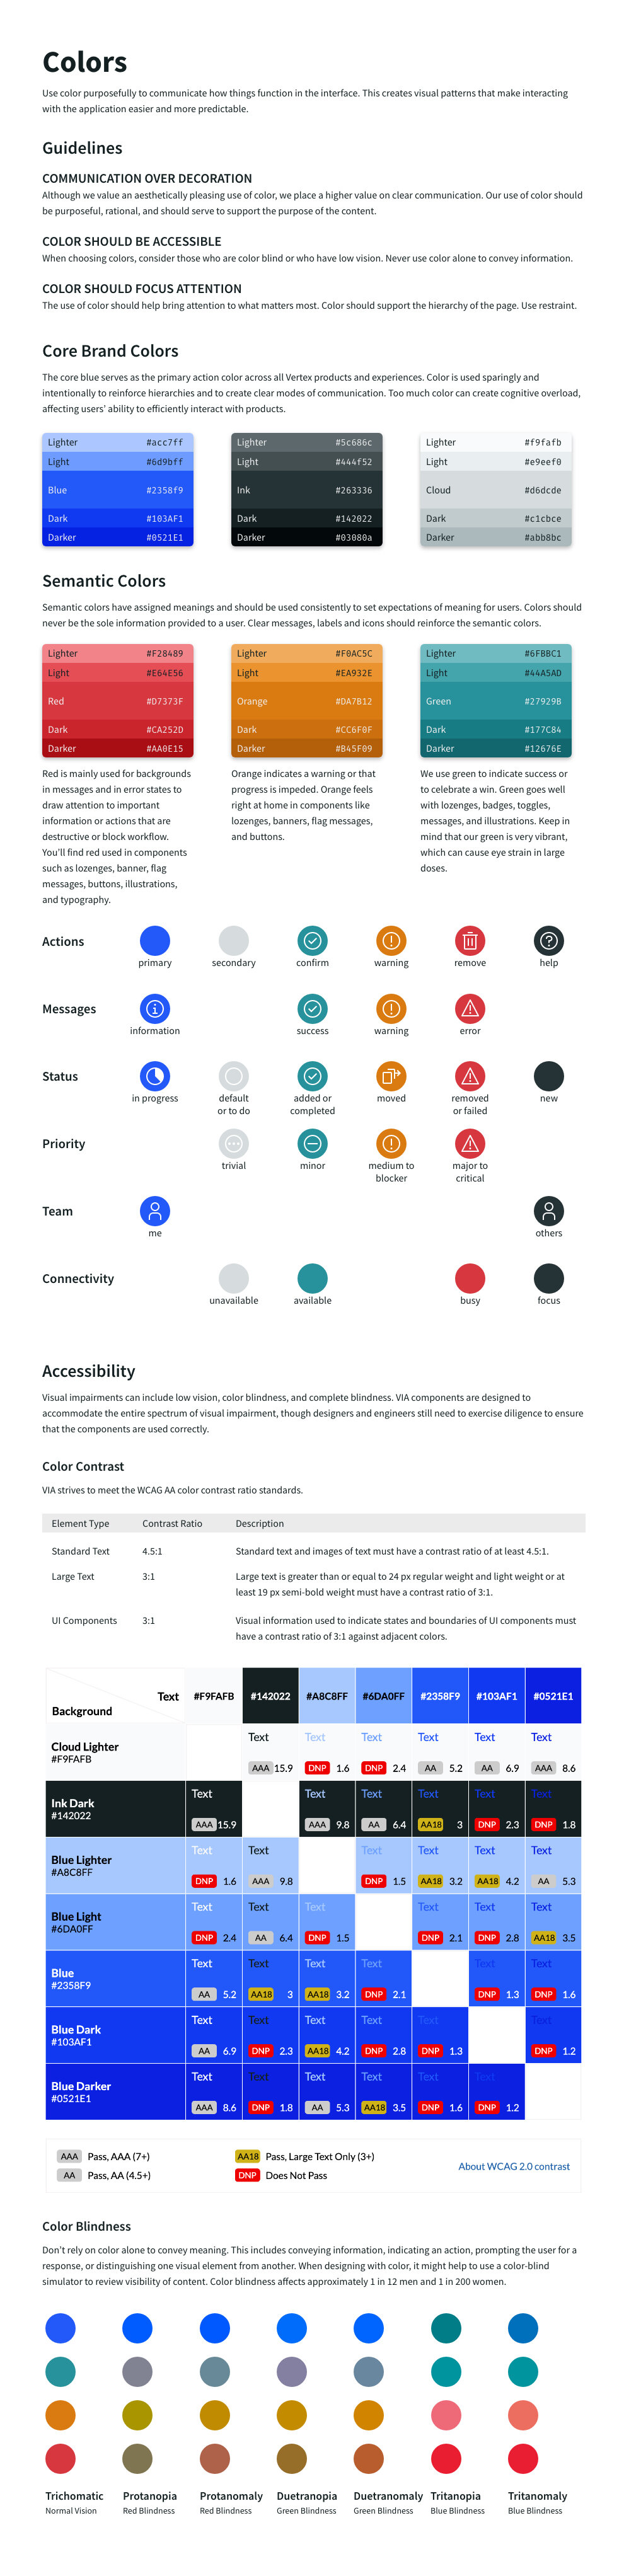 Colors
Use color purposefully to communicate how things function in the interface. This creates visual patterns that make interacting
with the application easier and more predictable.
Guidelines
COMMUNICATION OVER DECORATION
Although we value an aesthetically pleasing use of color, we place a higher value on clear communication. Our use of color should
be purposeful, rational, and should serve to support the purpose of the content.
COLOR SHOULD BE ACCESSIBLE
When choosing colors, consider those who are color blind or who have low vision. Never use color alone to convey information.
COLOR SHOULD FOCUS ATTENTION
The use of color should help bring attention to what matters most. Color should support the hierarchy of the page. Use restraint.
Core Brand Colors
The core blue serves as the primary action color across all Vertex products and experiences. Color is used sparingly and
intentionally to reinforce hierarchies and to create clear modes of communication. Too much color can create cognitive overload,
affecting users' ability to efficiently interact with products.
Lighter #acc7ff
Light #6d9bff
Blue #2358f9
Dark #103AF1
Darker #0521E1
Lighter #5c686c
Light #444f52
Ink #263336
Dark #142022
Darker #03080a
Lighter #f9fafb
Light #e9eef0
Cloud #d6dcde
Dark #c1cbce
Darker #abb8bc
Semantic Colors
Semantic colors have assigned meanings and should be used consistently to set expectations of meaning for users. Colors should
never be the sole information provided to a user. Clear messages, labels and icons should reinforce the semantic colors.
Lighter #F28489
Light #E64E56
Red #D7373F
Dark #CA252D
Darker #AA0E15
Red is mainly used for backgrounds
in messages and in error states to
draw attention to important
information or actions that are
destructive or block workflow.
You'll find red used in components
such as lozenges, banner, flag
messages, buttons, illustrations,
and typography.
Lighter #F0AC5C
Light #EA932E
Orange #DA7B12
Dark #CC6F0F
Darker #B45F09
Orange indicates a warning or that
progress is impeded. Orange feels
right at home in components like
lozenges, banners, flag messages,
and buttons.
Lighter #6FBBC1
Light #44A5AD
Green #27929B
Dark #177C84
Darker #12676E
We use green to indicate success or
to celebrate a win. Green goes well
with lozenges, badges, toggles,
messages, and illustrations. Keep in
mind that our green is very vibrant,
which can cause eye strain in large
doses.
Actions
primary secondary confirm warning remove help
Messages
information success warning error
Status
in progress default added or moved removed new
or to do completed or failed
Priority
trivial minor medium to major to
blocker critical
Team
me others
Connectivity
unavailable available busy focus
Accessibility
Visual impairments can include low vision, color blindness, and complete blindness. VIA components are designed to
accommodate the entire spectrum of visual impairment, though designers and engineers still need to exercise diligence to ensure
that the components are used correctly.
Color Contrast
VIA strives to meet the WCAG AA color contrast ratio standards.
Element Type Contrast Ratio Description
Standard Text 4.5:1 Standard text and images of text must have a contrast ratio of at least 4.5:1.
Large Text 3:1 Large text is greater than or equal to 24 px regular weight and light weight or at
least 19 px semi-bold weight must have a contrast ratio of 3:1.
UI Components 3:1 Visual information used to indicate states and boundaries of UI components must
have a contrast ratio of 3:1 against adjacent colors.
Text #F9FAFB #142022 #A8C8FF #6DA0FF #2358F9 #103AF1 #0521E1
Background
Cloud Lighter Text Text Text Text Text Text
#F9FAFB AAA 15.9 DNP 1.6 DNP 2.4 AA 5.2 AA 6.9 AAA 8.6
Ink Dark Text Text Text Text Text Text
#142022 AAA 15.9 AAA 9.8 AA 6.4 AA18 3 DNP 2.3 DNP 1.8
Blue Lighter Text Text Text Text Text Text
#A8C8FF DNP 1.6 AAA 9.8 DNP 1.5 AA18 3.2 AA18 4.2 AA 5.3
Blue Light Text Text Text Text Text Text
#6DA0FF DNP 2.4 AA 6.4 DNP 1.5 DNP 2.1 DNP 2.8 AA18 3.5
Blue Text Text Text Text Text Text
#2358F9 AA 5.2 AA18 3 AA18 3.2 DNP 2.1 DNP 1.3 DNP 1.6
Blue Dark Text Text Text Text Text Text
#103AF1 AA 6.9 DNP 2.3 AA18 4.2 DNP 2.8 DNP 1.3 DNP 1.2
Blue Darker Text Text Text Text Text Text
#0521E1 AAA 8.6 DNP 1.8 AA 5.3 AA18 3.5 DNP 1.6 DNP 1.2
AAA Pass, AAA (7+) AA18 Pass, Large Text Only (3+)
About WCAG 2.0 contrast
AA Pass, AA (4.5+) DNP Does Not Pass
Color Blindness
Don't rely on color alone to convey meaning. This includes conveying information, indicating an action, prompting the user for a
response, or distinguishing one visual element from another. When designing with color, it might help to use a color-blind
simulator to review visibility of content. Color blindness affects approximately 1 in 12 men and 1 in 200 women.
Trichomatic Protanopia Protanomaly Duetranopia Duetranomaly Tritanopia Tritanomaly
Normal Vision Red Blindness Red Blindness Green Blindness Green Blindness Blue Blindness Blue Blindness